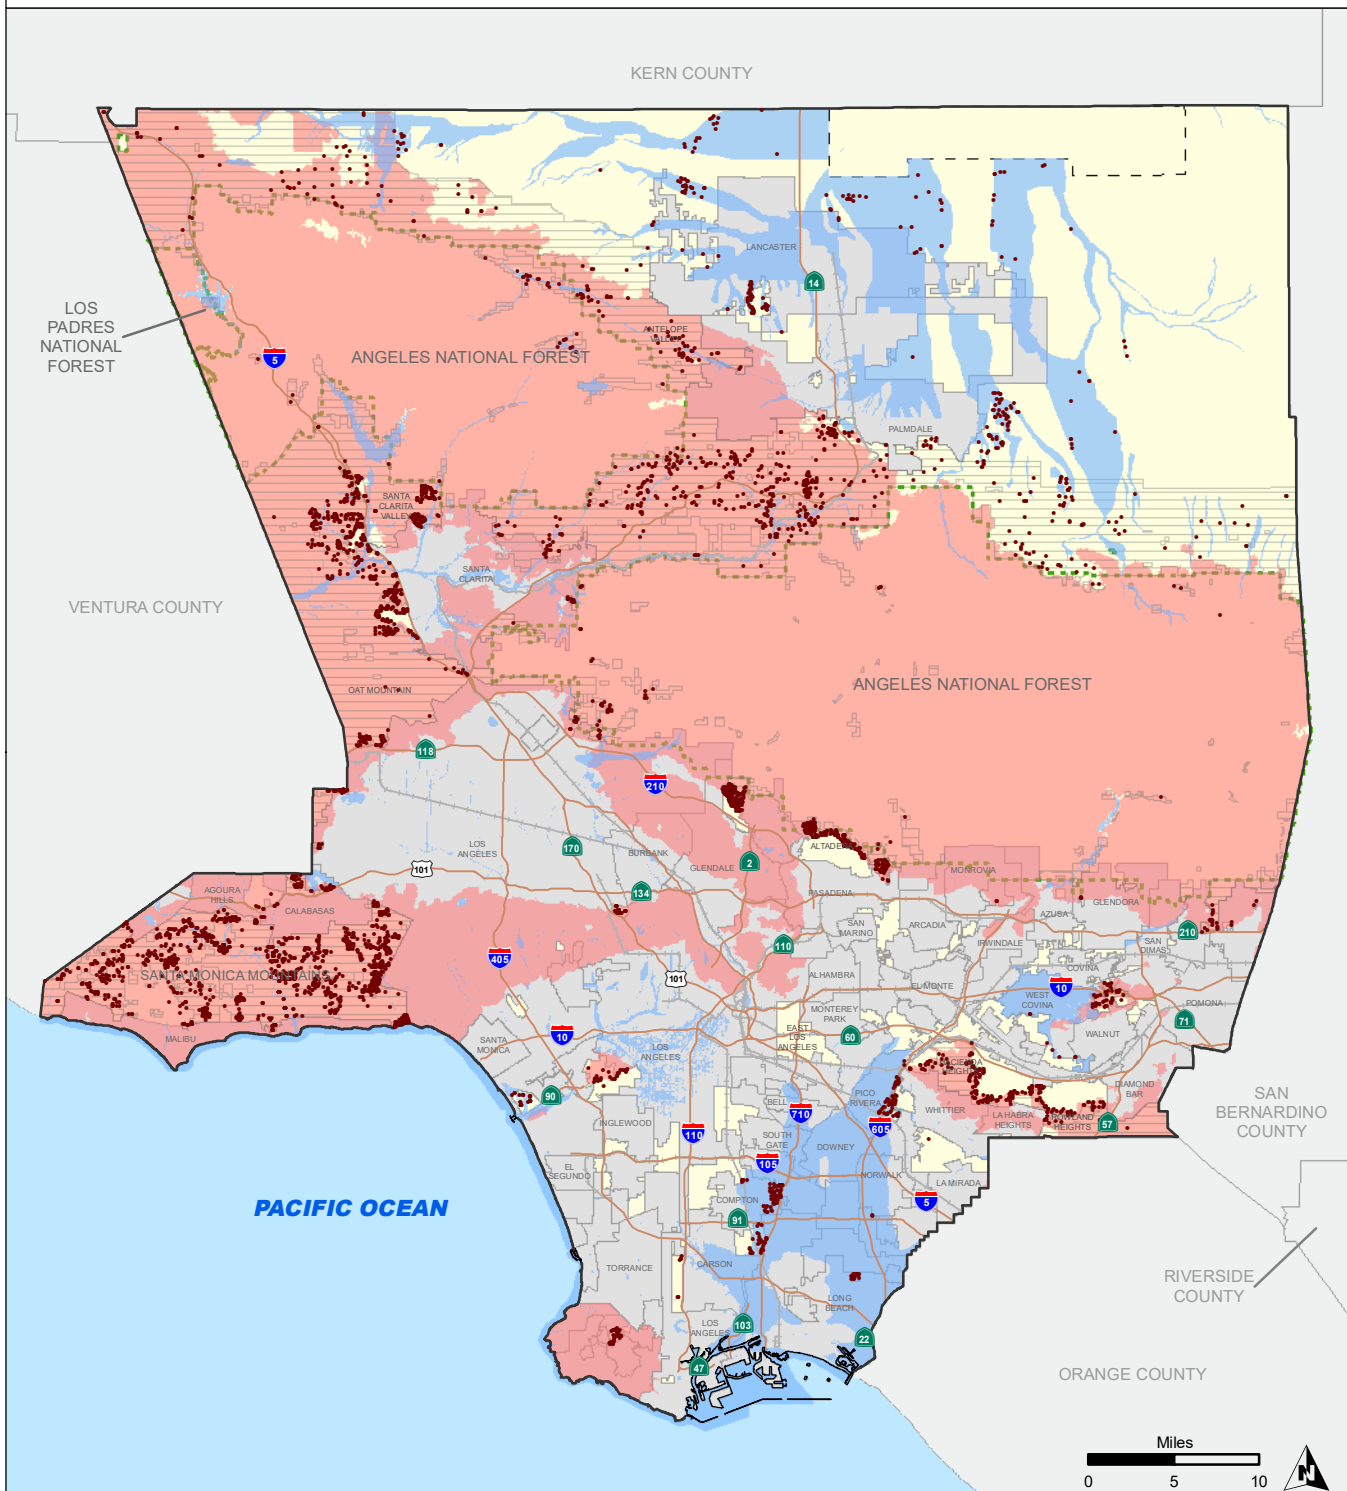 KERN COUNTY
LANCASTER
14
LOS
PADRES
NATIONAL
FOREST
ANTELOPE
VALLEY
5
ANGELES NATIONAL FOREST
PALMDALE
SANTA
CLARITA
VALLEY
SANTA
CLARITA
VENTURA COUNTY
OAT MOUNTAIN
ANGELES NATIONAL FOREST
118
210
LOS
ANGELES
170
BURBANK
ALTADENA
101
GLENDALE
2
MONROVIA
AGOURA
HILLS
134
PASADENA
GLENDORA
CALABASAS
AZUSA
SAN
MARINO
ARCADIA
210
110
IRWINDALE
SAN
DIMAS
405
SANTA MONICA MOUNTAINS
101
ALHAMBRA
COVINA
EL MONTE
10
WEST
COVINA
POMONA
MONTEREY
PARK
71
MALIBU
SANTA
MONICA
10
EAST
LOS
ANGELES
60
WALNUT
LOS
ANGELES
HACIENDA
HEIGHTS
90
PICO
RIVERA
DIAMOND
BAR
BELL
710
WHITTIER
LA HABRA
HEIGHTS
ROWLAND
HEIGHTS
57
SAN
BERNARDINO
COUNTY
INGLEWOOD
110
605
SOUTH
GATE
DOWNEY
105
EL
SEGUNDO
NORWALK
LA MIRADA
PACIFIC OCEAN
COMPTON
5
91
TORRANCE
CARSON
RIVERSIDE
COUNTY
LONG
BEACH
LOS
ANGELES
103
22
47
ORANGE COUNTY
Miles
0 5 10
N